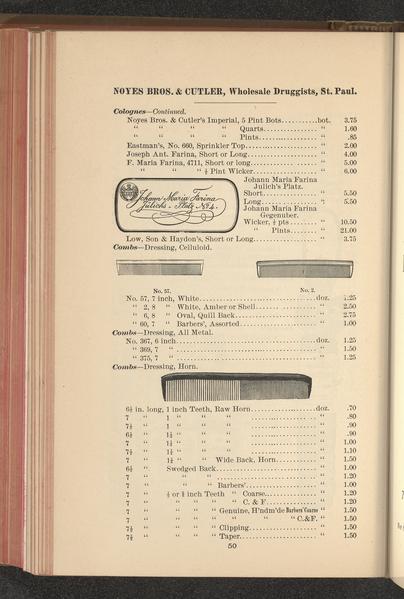 NOYES BROS. & CUTLER, Wholesale Druggists, St. Paul.
Colognes—Continued.
Noyes Bros. & Cutler's Imperial, 5 Pint Bots..........bot. 3.75
" " " " Quarts................ " 1.60
" " " " Pints................. " .85
Eastman's, No. 660, Sprinkler Top.................... " 2.00
Joseph Ant. Farina, Short or Long.................... " 4.00
F. Maria Farina, 4711, Short or long................. " 5.00
" " " ½ Pint Wicker............... " 6.00
Johann Maria Farina
Julichs-Platz No 4.
Johann Maria Farina
Julich's Platz.
Short................ " 5.50
Long................. " 5.50
Johann Maria Farina
Gegenuber.
Wicker, ½ pts........ " 10.50
" Pints........ " 21.00
Low, Son & Haydon's, Short or Long................... " 3.75
Combs—Dressing, Celluloid.
No. 57. No. 2.
No. 57, 7 inch, White................................doz. 1.25
" 2, 8 " White, Amber or Shell................. " 2.50
" 6, 8 " Oval, Quill Back...................... " 2.75
" 60, 7 " Barbers', Assorted................... " 1.00
Combs—Dressing, All Metal.
No. 367, 6 inch......................................doz. 1.25
" 369, 7 " ...................................... " 1.50
" 375, 7 " ...................................... " 1.25
Combs—Dressing, Horn.
6½ in. long, 1 inch Teeth, Raw Horn..................doz. .70
7 " 1 " " " .................. " .80
7½ " 1 " " " .................. " .90
6½ " 1¼ " " " .................. " .90
7 " 1¼ " " " .................. " 1.00
7½ " 1¼ " " " .................. " 1.10
7 " 1¼ " " Wide Back, Horn........... " 1.50
6½ " Swedged Back......................... " 1.00
7 " " " ......................... " 1.20
7 " " " Barbers'................. " 1.00
7 " Teeth " Coarse............ " 1.20
7 " " " " " C. & F............ " 1.20
7 " " " " " Genuine, H'ndm'de Barbers' Coarse " 1.50
7 " " " " " " " C.&F. " 1.50
7½ " " " " " Clipping.......... " 1.50
7½ " " " " " Taper............. " 1.50
50